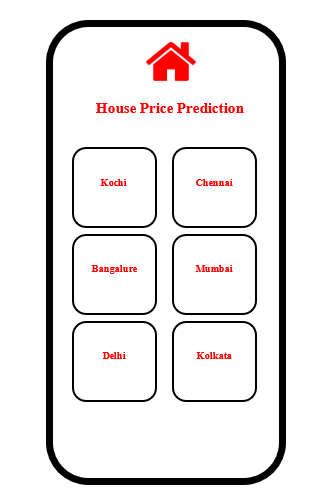 House Price Prediction
Kochi
Chennai
Bangalure
Mumbai
Delhi
Kolkata